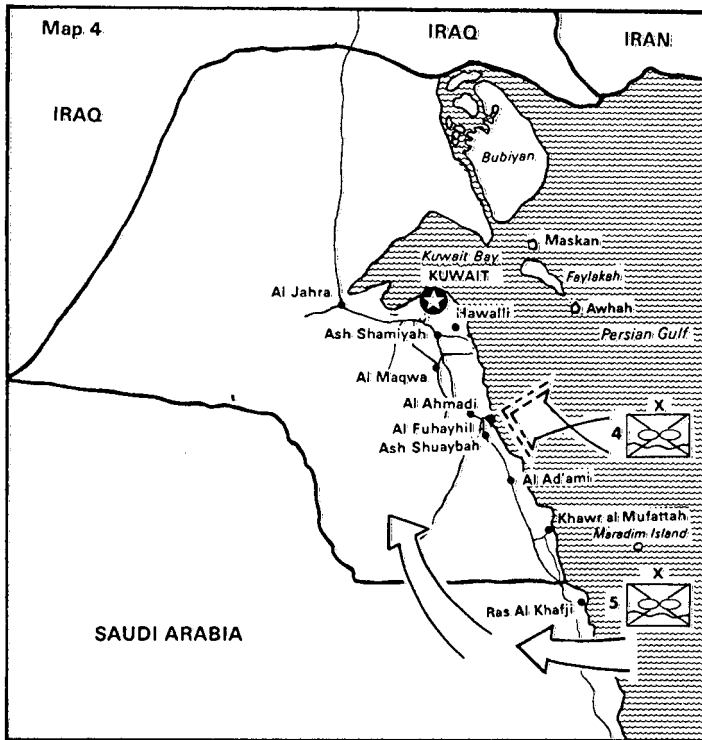 Map 4
IRAQ
IRAN
IRAQ
Bubiyan
Maskan
Kuwait Bay
KUWAIT
Faylakah
Al Jahra
Awhah
Hawalli
Persian Gulf
Ash Shamiyah
Al Maqwa
Al Ahmadi
X
Al Fuhayhil
4
Ash Shuaybah
Al Ad'ami
Khawr al Mufattah
Maradim Island
X
Ras Al Khafji
5
SAUDI ARABIA